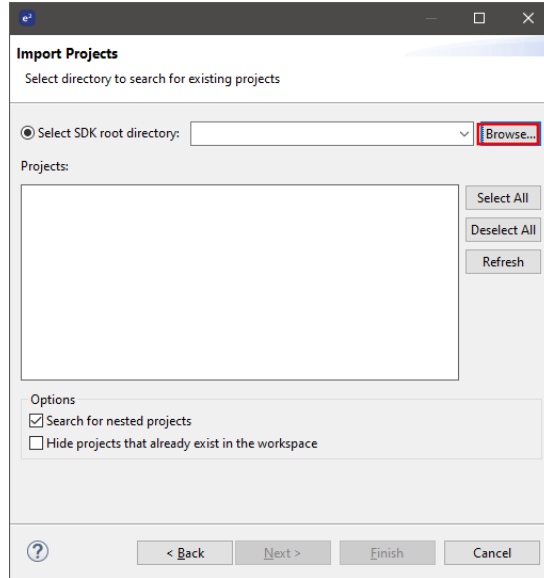 e²
Import Projects
Select directory to search for existing projects
Select SDK root directory:
Browse...
Projects:
Select All
Deselect All
Refresh
Options
Search for nested projects
Hide projects that already exist in the workspace
?
< Back
Next >
Finish
Cancel